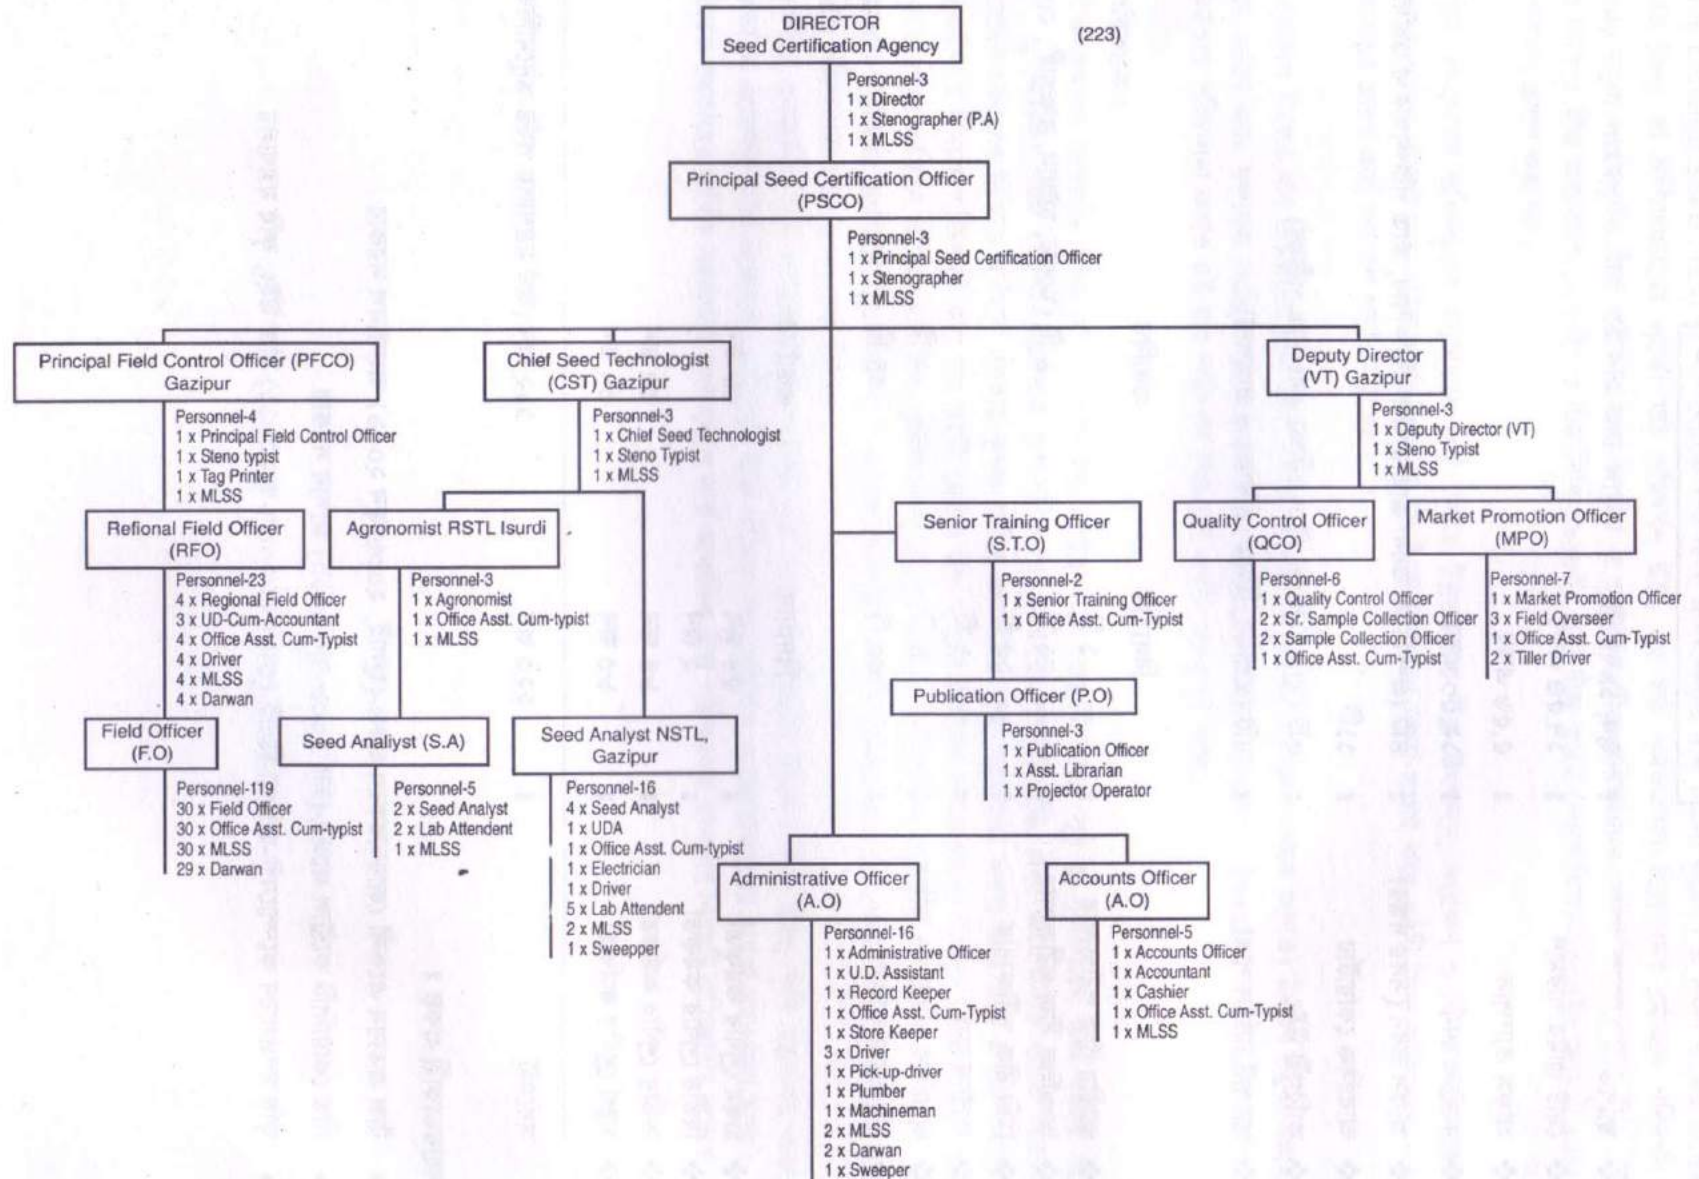 DIRECTOR
Seed Certification Agency
(223)
Personnel-3
1 x Director
1 x Stenographer (P.A)
1 x MLSS
Principal Seed Certification Officer
(PSCO)
Personnel-3
1 x Principal Seed Certification Officer
1 x Stenographer
1 x MLSS
Principal Field Control Officer (PFCO)
Gazipur
Personnel-4
1 x Principal Field Control Officer
1 x Steno typist
1 x Tag Printer
1 x MLSS
Chief Seed Technologist
(CST) Gazipur
Personnel-3
1 x Chief Seed Technologist
1 x Steno Typist
1 x MLSS
Deputy Director
(VT) Gazipur
Personnel-3
1 x Deputy Director (VT)
1 x Steno Typist
1 x MLSS
Refional Field Officer
(RFO)
Personnel-23
4 x Regional Field Officer
3 x UD-Cum-Accountant
4 x Office Asst. Cum-Typist
4 x Driver
4 x MLSS
4 x Darwan
Agronomist RSTL Isurdi
Personnel-3
1 x Agronomist
1 x Office Asst. Cum-typist
1 x MLSS
Senior Training Officer
(S.T.O)
Personnel-2
1 x Senior Training Officer
1 x Office Asst. Cum-Typist
Quality Control Officer
(QCO)
Personnel-6
1 x Quality Control Officer
2 x Sr. Sample Collection Officer
2 x Sample Collection Officer
1 x Office Asst. Cum-Typist
Market Promotion Officer
(MPO)
Personnel-7
1 x Market Promotion Officer
3 x Field Overseer
1 x Office Asst. Cum-Typist
2 x Tiller Driver
Field Officer
(F.O)
Personnel-119
30 x Field Officer
30 x Office Asst. Cum-typist
30 x MLSS
29 x Darwan
Seed Analiyst (S.A)
Personnel-5
2 x Seed Analyst
2 x Lab Attendent
1 x MLSS
Seed Analyst NSTL,
Gazipur
Personnel-16
4 x Seed Analyst
1 x UDA
1 x Office Asst. Cum-typist
1 x Electrician
1 x Driver
5 x Lab Attendent
2 x MLSS
1 x Sweepper
Publication Officer (P.O)
Personnel-3
1 x Publication Officer
1 x Asst. Librarian
1 x Projector Operator
Administrative Officer
(A.O)
Personnel-16
1 x Administrative Officer
1 x U.D. Assistant
1 x Record Keeper
1 x Office Asst. Cum-Typist
1 x Store Keeper
3 x Driver
1 x Pick-up-driver
1 x Plumber
1 x Machineman
2 x MLSS
2 x Darwan
1 x Sweeper
Accounts Officer
(A.O)
Personnel-5
1 x Accounts Officer
1 x Accountant
1 x Cashier
1 x Office Asst. Cum-Typist
1 x MLSS